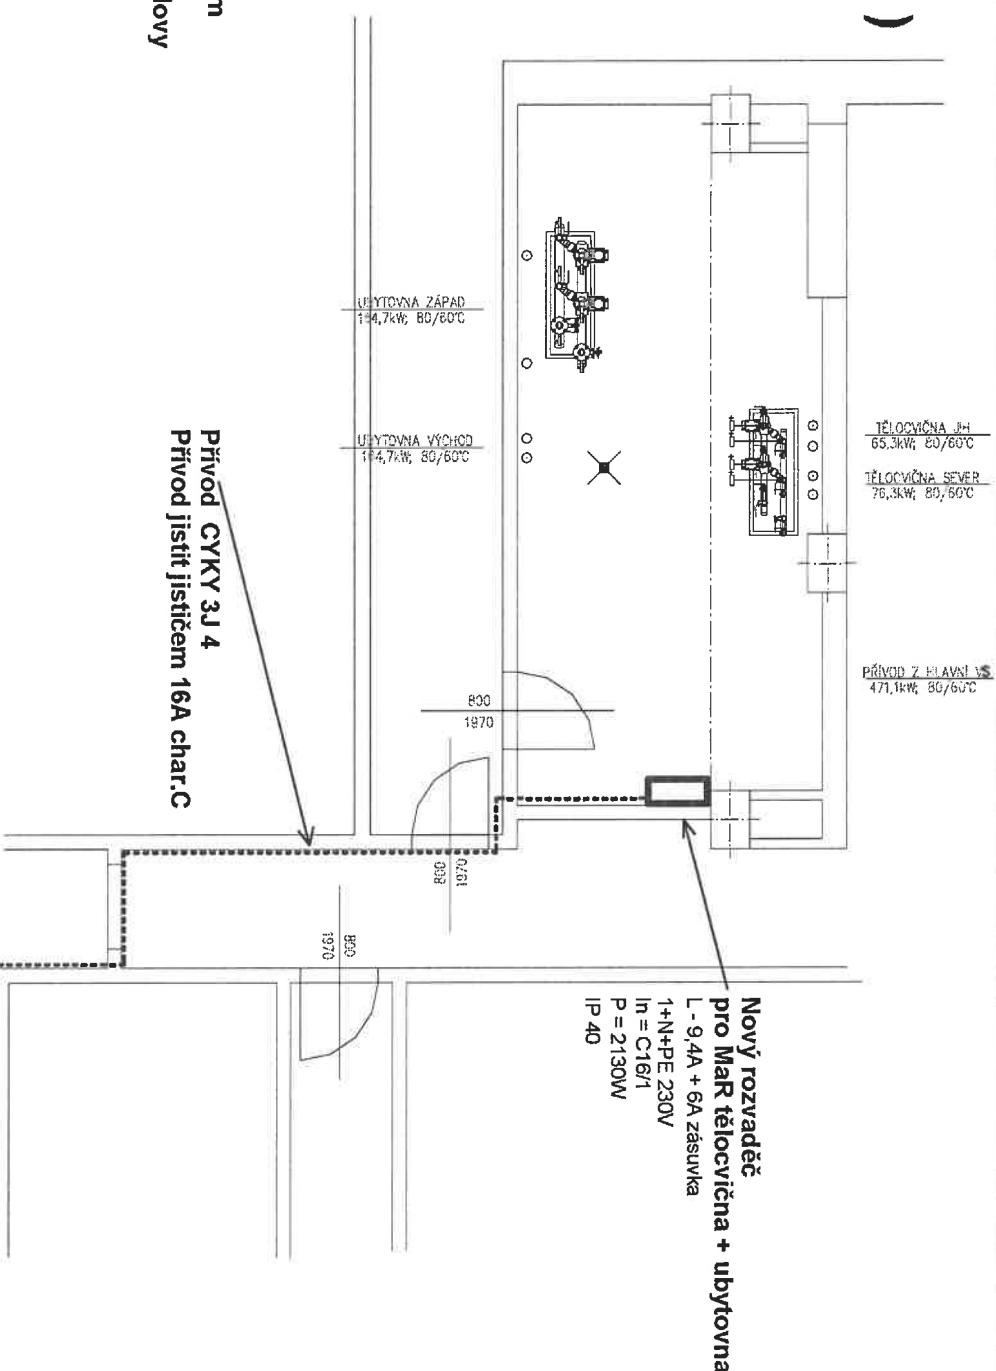 m
lovy
)
UBYTOVNA ZÁPAD
164,7kW; 80/60°C
UBYTOVNA VÝCHOD
164,7kW; 80/60°C
TĚLOCVIČNA JIH
65,3kW; 80/60°C
TĚLOCVIČNA SEVER
76,3kW; 80/60°C
PŘÍVOD Z HLAVNÍ VS
471,1kW; 80/60°C
800
1970
800
1970
800
1970
Přívod CYKY 3J 4
Přívod jistit jističem 16A char.C
Nový rozvaděč
pro MaR tělocvična + ubytovna
L - 9,4A + 6A zásuvka
1+N+PE 230V
In = C16/1
P = 2130W
IP 40